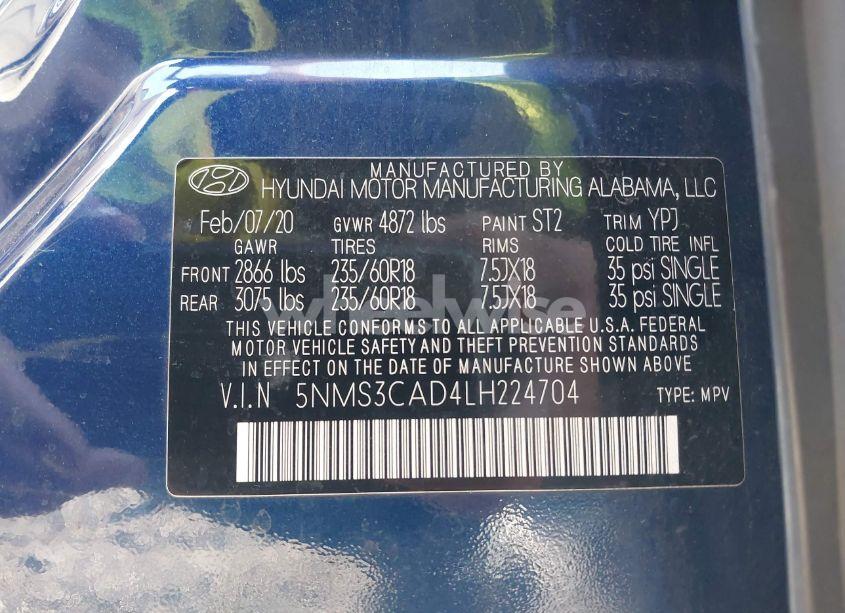 MANUFACTURED BY
HYUNDAI MOTOR MANUFACTURING ALABAMA, LLC
Feb/07/20 GVWR 4872 lbs PAINT ST2 TRIM YPJ
GAWR TIRES RIMS COLD TIRE INFL
FRONT 2866 lbs 235/60R18 7.5JX18 35 psi SINGLE
REAR 3075 lbs 235/60R18 7.5JX18 35 psi SINGLE
wheelwise
THIS VEHICLE CONFORMS TO ALL APPLICABLE U.S.A. FEDERAL
MOTOR VEHICLE SAFETY AND THEFT PREVENTION STANDARDS
IN EFFECT ON THE DATE OF MANUFACTURE SHOWN ABOVE
V.I.N 5NMS3CAD4LH224704 TYPE: MPV